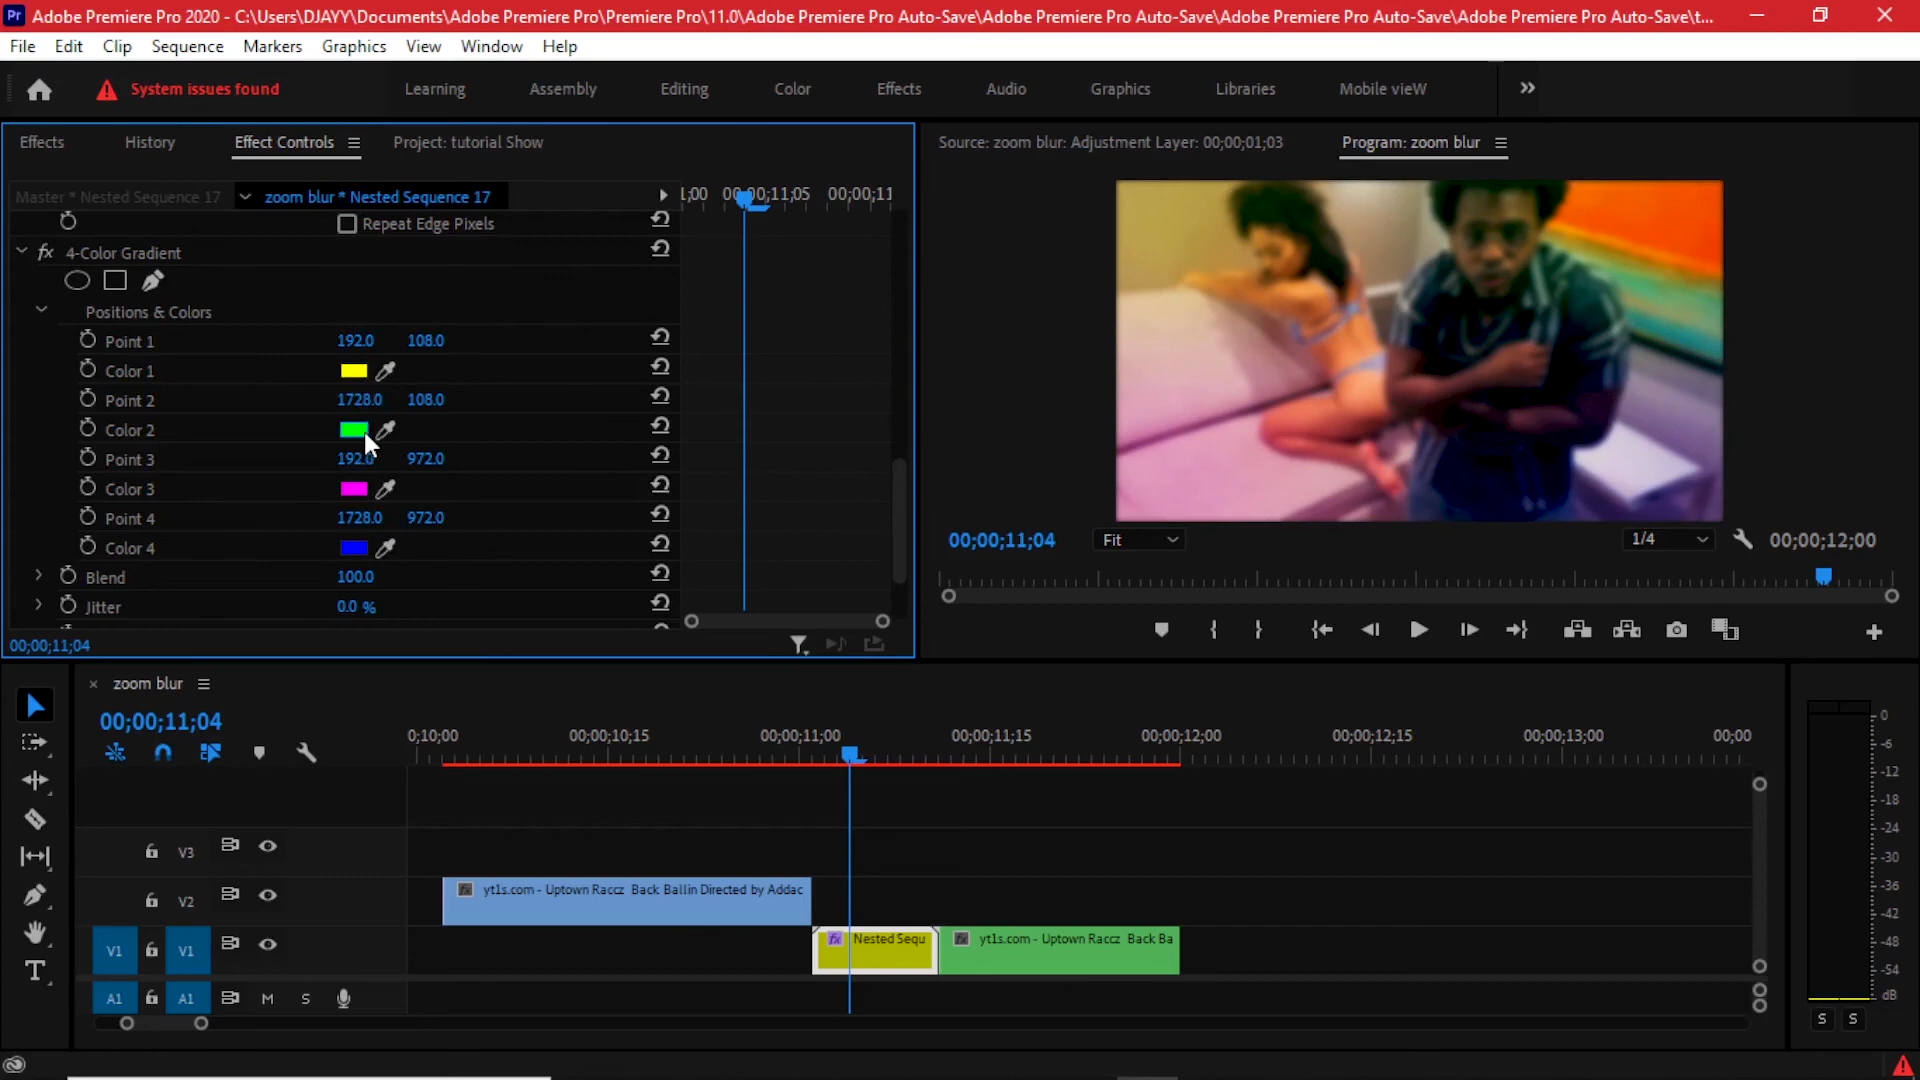 Adobe Premiere Pro 2020 - C:\Users\DJAYY\Documents\Adobe Premiere Pro\Premiere Pro\11.0\Adobe Premiere Pro Auto-Save\Adobe Premiere Pro Auto-Save\Adobe Premiere Pro Auto-Save\Adobe Premiere Pro Auto-Save\t...
File Edit Clip Sequence Markers Graphics View Window Help
System issues found Learning Assembly Editing Color Effects Audio Graphics Libraries Mobile vieW
Effects History Effect Controls Project: tutorial Show Source: zoom blur: Adjustment Layer: 00;00;01;03 Program: zoom blur
Master * Nested Sequence 17 zoom blur * Nested Sequence 17 00;00;11;05 00;00;11
Repeat Edge Pixels
fx 4-Color Gradient
Positions & Colors
Point 1 192.0 108.0
Color 1
Point 2 1728.0 108.0
Color 2
Point 3 192.0 972.0
Color 3
Point 4 1728.0 972.0
Color 4
Blend 100.0
Jitter 0.0 %
00;00;11;04
00;00;11;04 Fit 1/4 00;00;12;00
zoom blur
00;00;11;04
0;10;00 00;00;10;15 00;00;11;00 00;00;11;15 00;00;12;00 00;00;12;15 00;00;13;00 00;00
V3
V2 fx yt1s.com - Uptown Raccz Back Ballin Directed by Addac
V1 V1 fx Nested Sequ fx yt1s.com - Uptown Raccz Back Ba
A1 A1 M S
0
-6
-12
-18
-24
-30
-36
-42
-48
-54
dB
S S